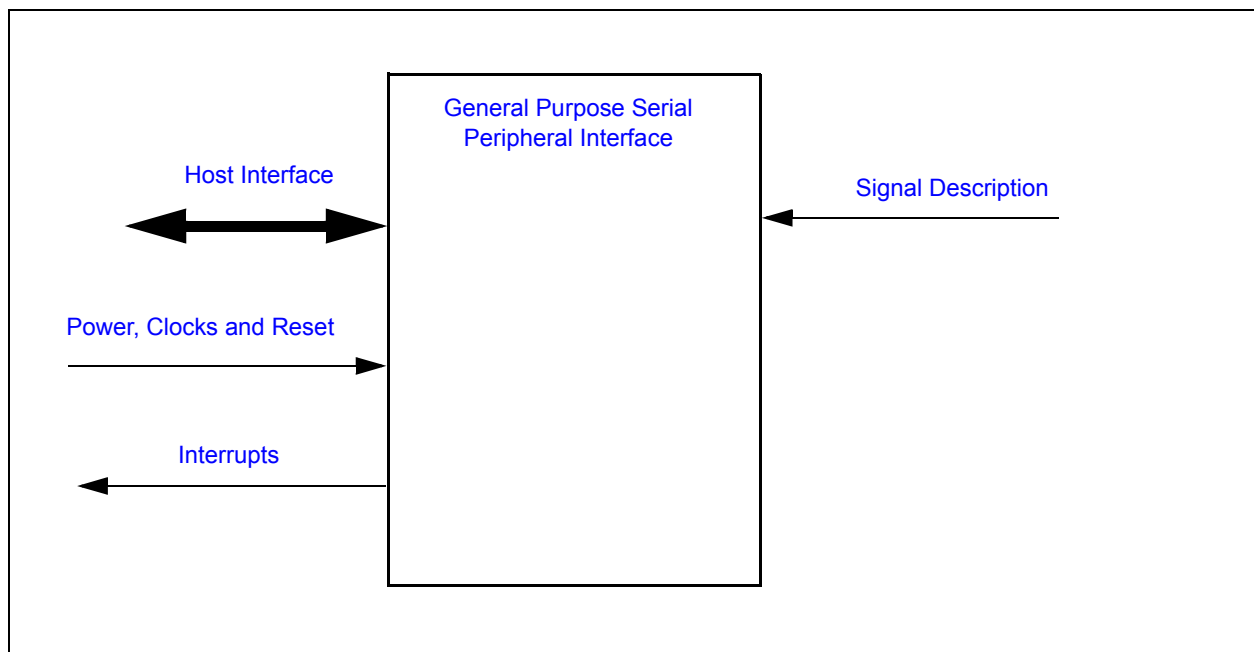 General Purpose Serial
Peripheral Interface
Host Interface
Signal Description
Power, Clocks and Reset
Interrupts